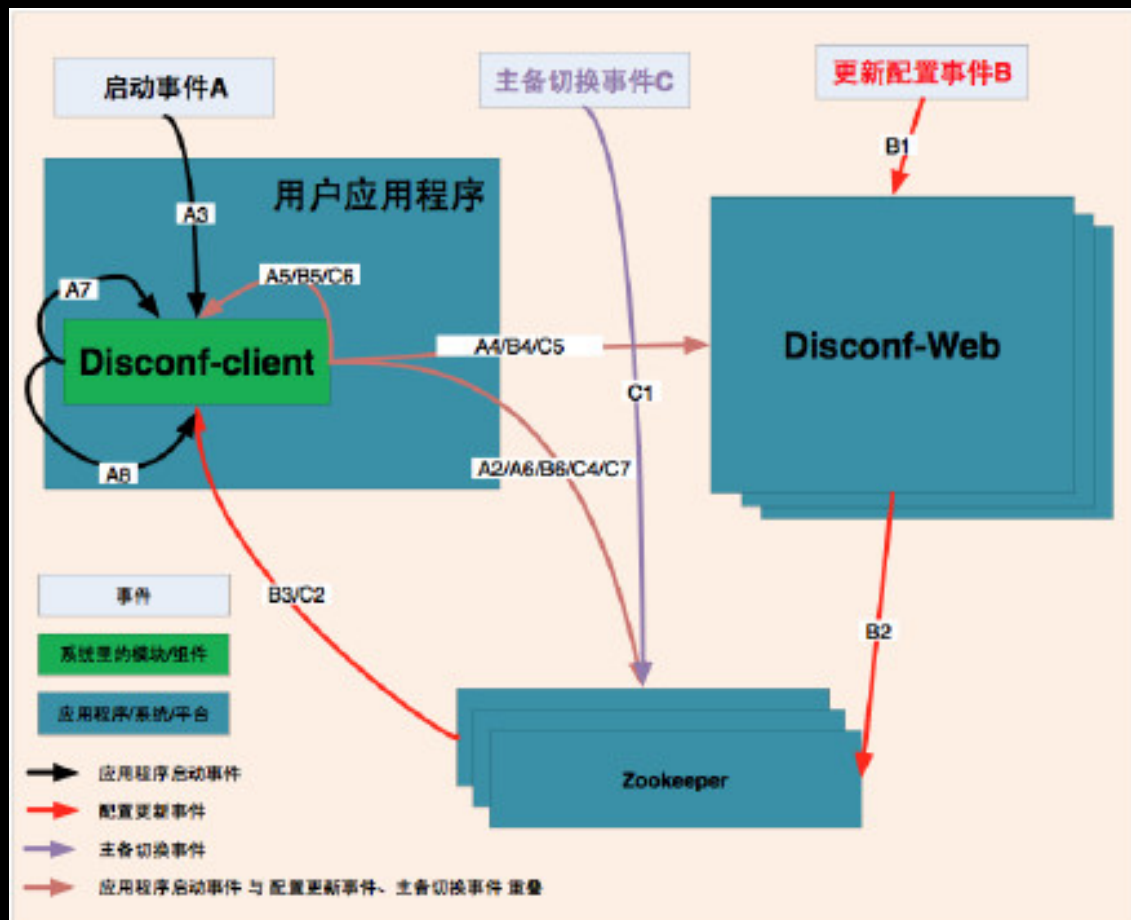 启动事件A
主备切换事件C
更新配置事件B
B1
用户应用程序
A3
A7
A5/B5/C6
Disconf-client
A4/B4/C5
Disconf-Web
C1
A8
A2/A6/B6/C4/C7
B3/C2
B2
事件
系统里的模块/组件
应用程序/系统/平台
Zookeeper
应用程序启动事件
配置更新事件
主备切换事件
应用程序启动事件 与 配置更新事件、主备切换事件 重叠